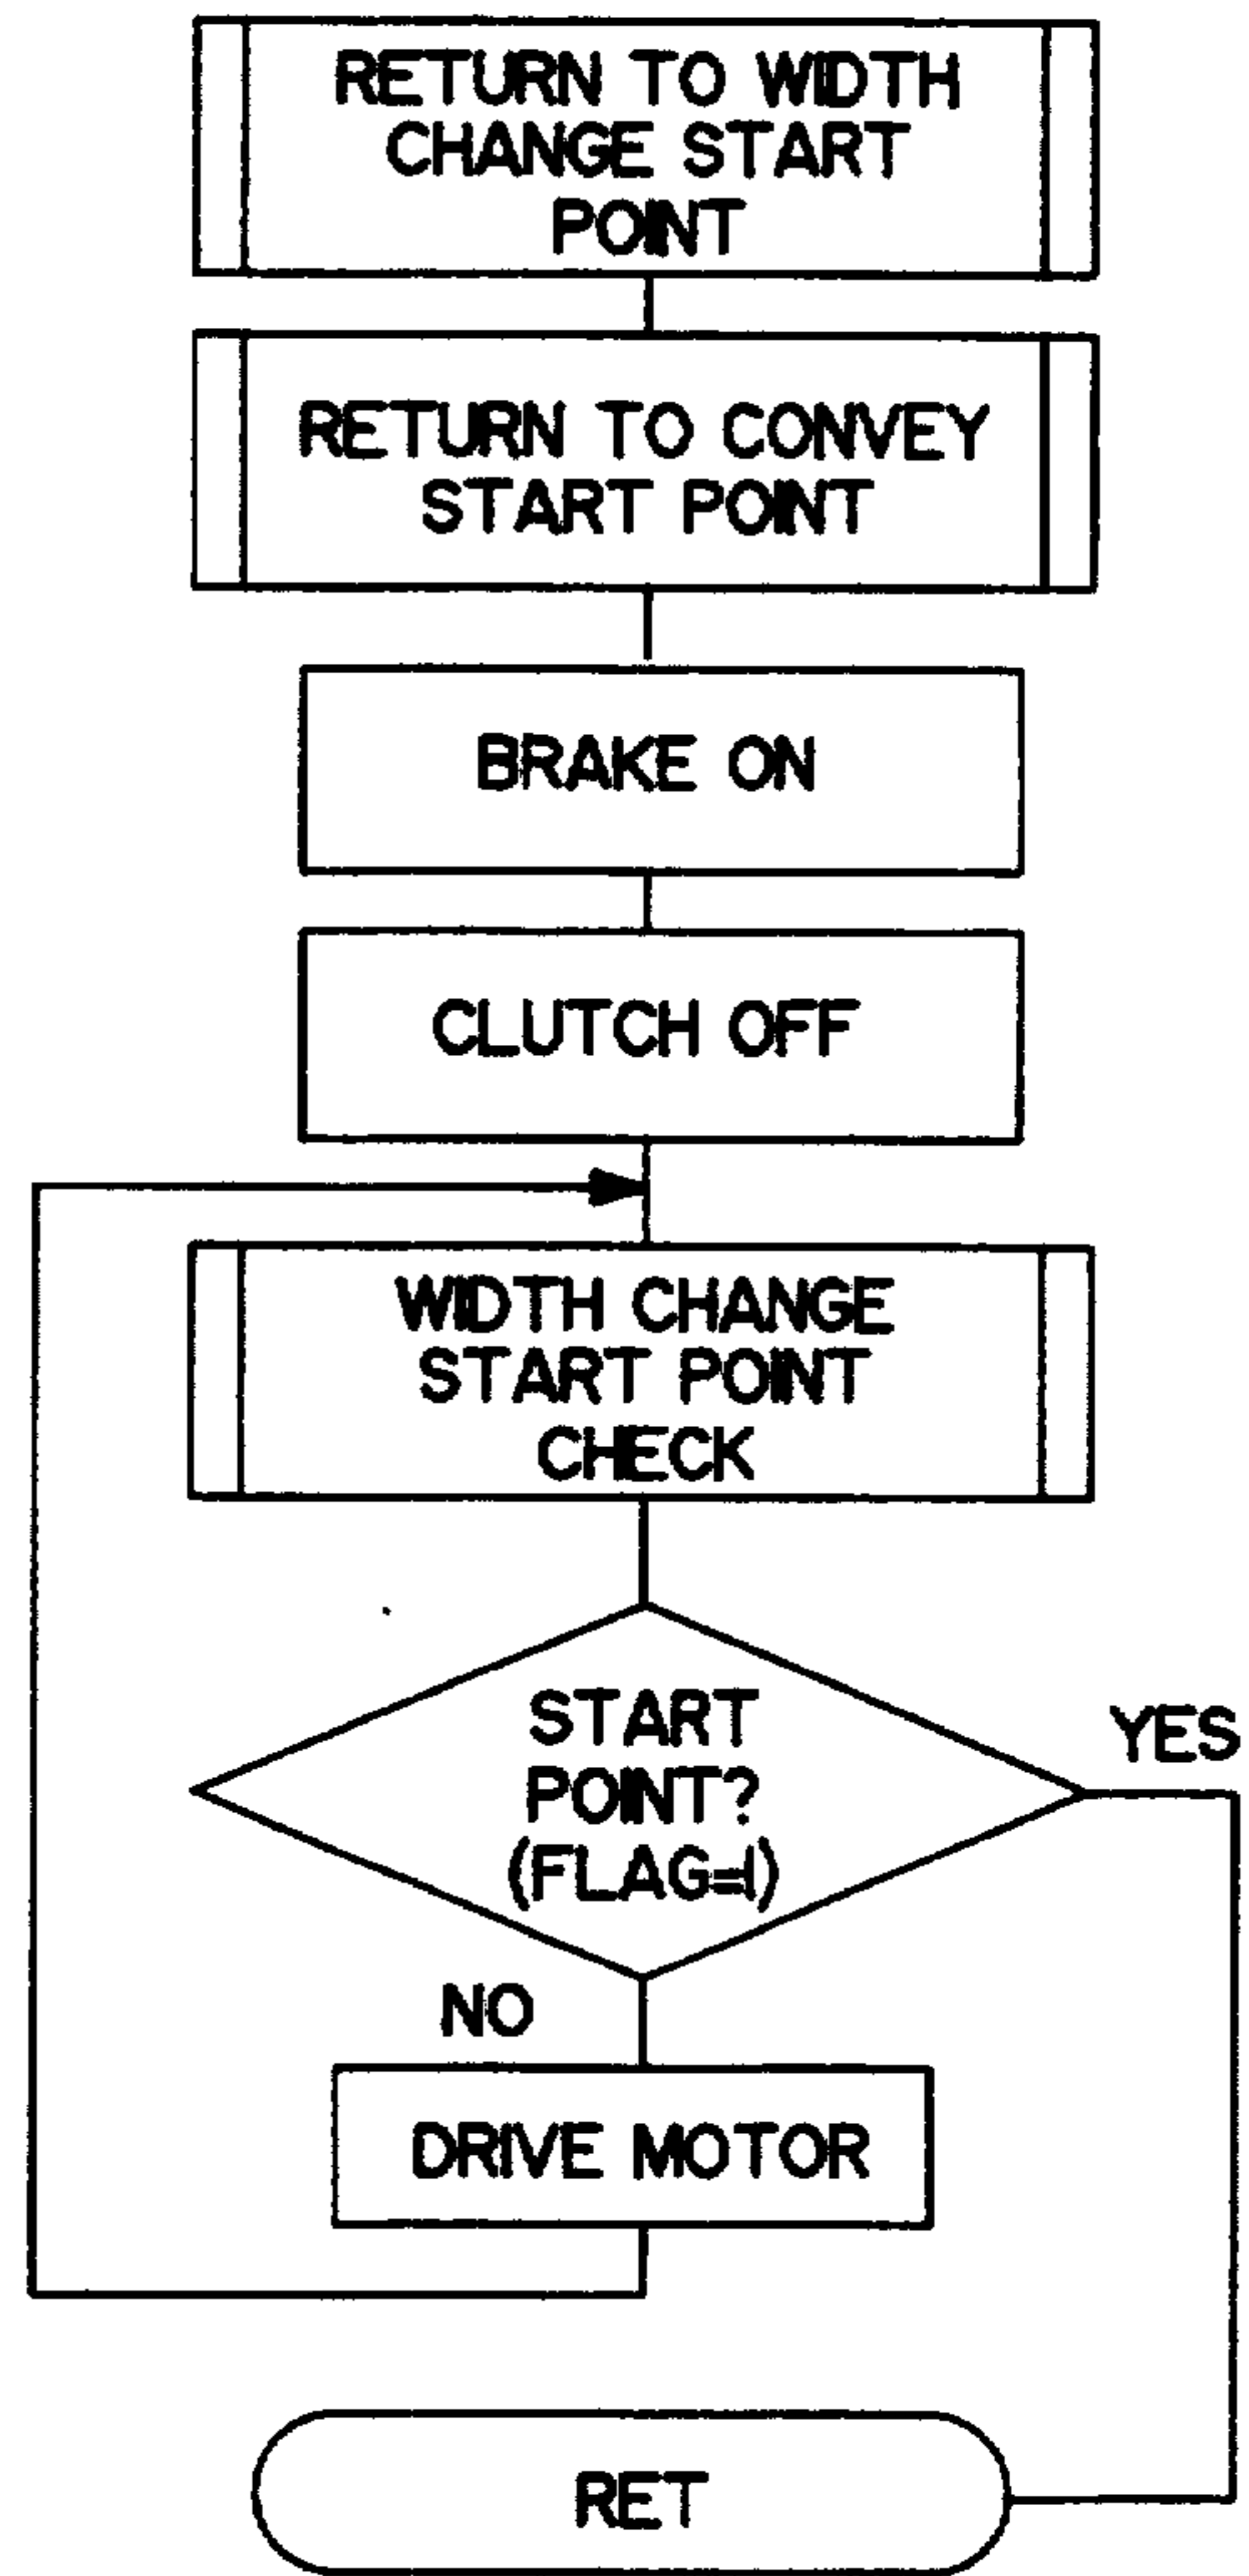 RETURN TO WIDTH
CHANGE START
POINT
RETURN TO CONVEY
START POINT
BRAKE ON
CLUTCH OFF
WIDTH CHANGE
START POINT
CHECK
START
POINT?
(FLAG=1)
YES
NO
DRIVE MOTOR
RET